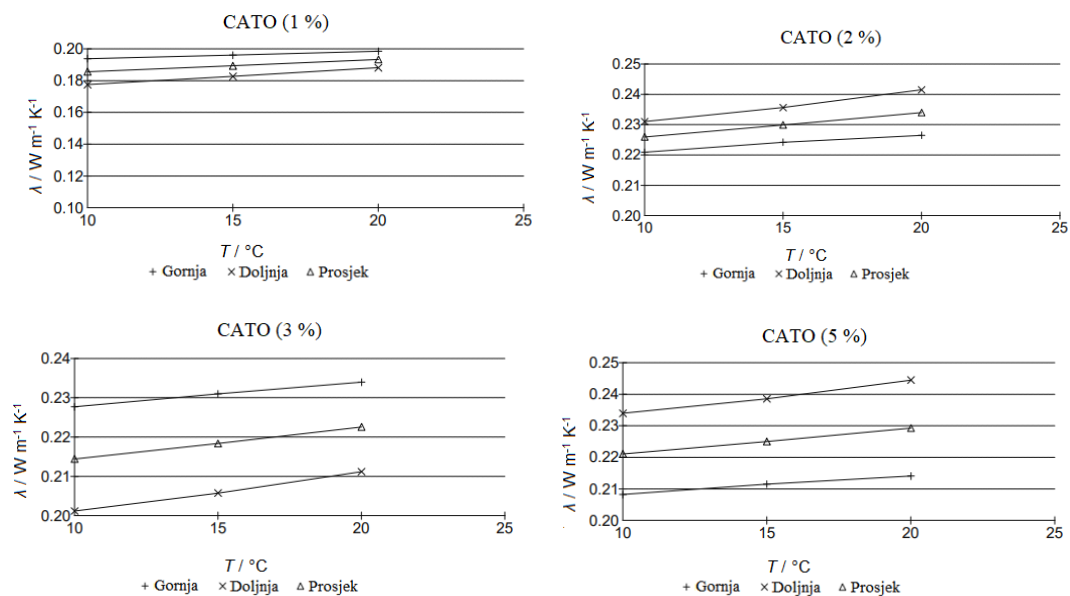 CATO (1 %)
0.20
0.18
0.16
0.14
0.12
0.10
10 15 20 25
λ / W m⁻¹ K⁻¹
T / °C
+ Gornja × Doljnja △ Prosjek
CATO (2 %)
0.25
0.24
0.23
0.22
0.21
0.20
10 15 20 25
λ / W m⁻¹ K⁻¹
T / °C
+ Gornja × Doljnja △ Prosjek
CATO (3 %)
0.24
0.23
0.22
0.21
0.20
10 15 20 25
λ / W m⁻¹ K⁻¹
T / °C
+ Gornja × Doljnja △ Prosjek
CATO (5 %)
0.25
0.24
0.23
0.22
0.21
0.20
10 15 20 25
λ / W m⁻¹ K⁻¹
T / °C
+ Gornja × Doljnja △ Prosjek